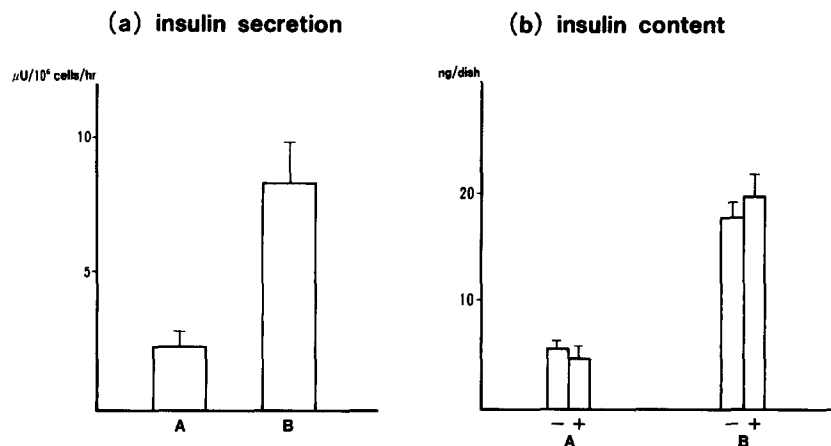 (a) insulin secretion
μU/10⁶ cells/hr
10
5
A
B
(b) insulin content
ng/dish
20
10
− +
A
− +
B